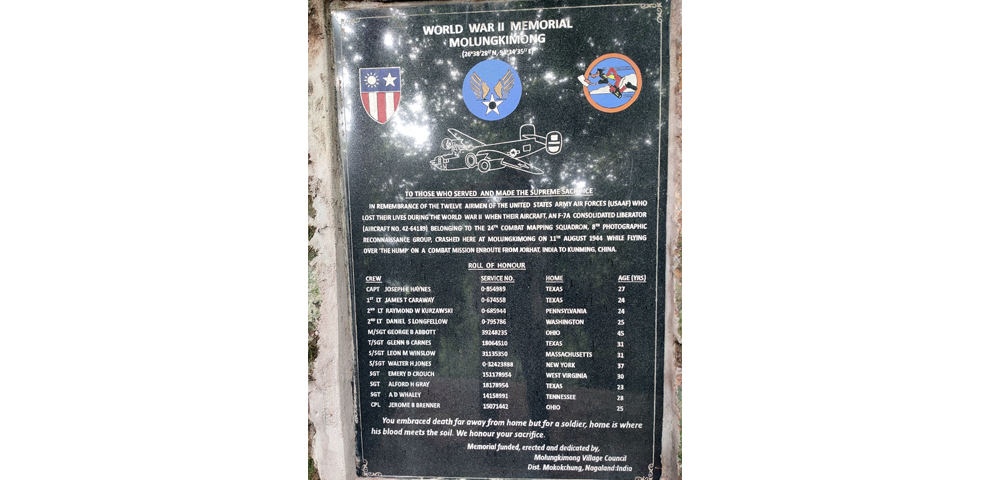 WORLD WAR II MEMORIAL
MOLUNGKIMONG
TO THOSE WHO SERVED AND MADE THE SUPREME SACRIFICE
IN REMEMBRANCE OF THE TWELVE AIRMEN OF THE UNITED STATES ARMY AIR FORCES (USAAF) WHO
LOST THEIR LIVES DURING THE WORLD WAR II WHEN THEIR AIRCRAFT, AN F-7A CONSOLIDATED LIBERATOR
(AIRCRAFT NO. 42-64189) BELONGING TO THE 24TH COMBAT MAPPING SQUADRON, 8TH PHOTOGRAPHIC
RECONNAISSANCE GROUP, CRASHED HERE AT MOLUNGKIMONG ON 11TH AUGUST 1944 WHILE FLYING
OVER 'THE HUMP' ON A COMBAT MISSION ENROUTE FROM JORHAT, INDIA TO KUNMING, CHINA.
ROLL OF HONOUR
CREW SERVICE NO. HOME AGE (YRS)
CAPT JOSEPH E HAYNES 0-854989 TEXAS 27
1ST LT JAMES T CARAWAY 0-674558 TEXAS 24
2ND LT RAYMOND W KURZAWSKI 0-685944 PENNSYLVANIA 24
2ND LT DANIEL S LONGFELLOW 0-795786 WASHINGTON 25
M/SGT GEORGE B ABBOTT 39248235 OHIO 45
T/SGT GLENN B CARNES 18064510 TEXAS 31
S/SGT LEON M WINSLOW 31135350 MASSACHUSETTS 31
S/SGT WALTER H JONES 0-32423888 NEW YORK 37
SGT EMERY D CROUCH 151178954 WEST VIRGINIA 30
SGT ALFORD H GRAY 18178954 TEXAS 23
SGT A D WHALEY 14158991 TENNESSEE 28
CPL JEROME B BRENNER 15071442 OHIO 25
You embraced death far away from home but for a soldier, home is where
his blood meets the soil. We honour your sacrifice.
Memorial funded, erected and dedicated by,
Molungkimong Village Council
Dist. Mokokchung, Nagaland:India